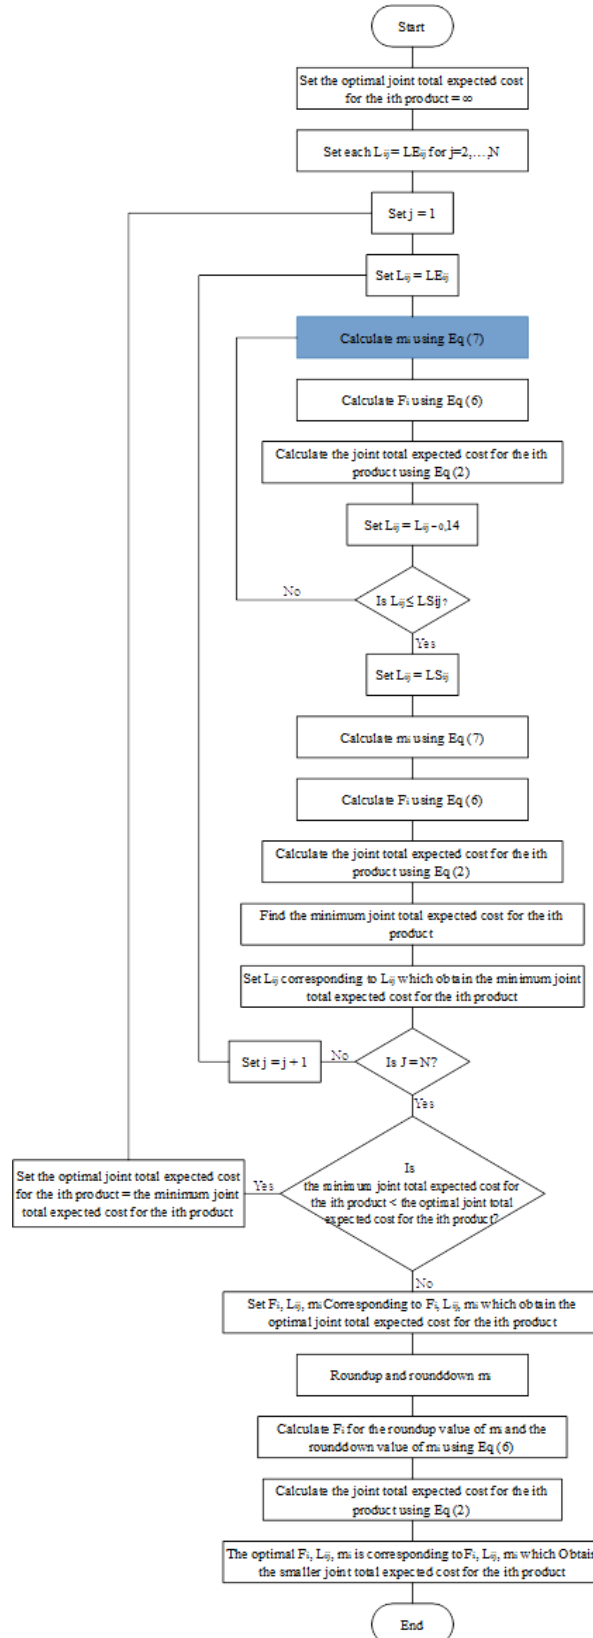 Start
Set the optimal joint total expected cost
for the ith product = ∞
Set each Lij = LEij for j=2,…,N
Set j = 1
Set Lij = LEij
Calculate mi using Eq (7)
Calculate Fi using Eq (6)
Calculate the joint total expected cost for the ith
product using Eq (2)
Set Lij = Lij – 0,14
No
Is Lij ≤ LSij?
Yes
Set Lij = LSij
Calculate mi using Eq (7)
Calculate Fi using Eq (6)
Calculate the joint total expected cost for the ith
product using Eq (2)
Find the minimum joint total expected cost for the ith
product
Set Lij corresponding to Lij which obtain the minimum joint
total expected cost for the ith product
Set j = j + 1
No
Is J = N?
Yes
Set the optimal joint total expected cost
for the ith product = the minimum joint
total expected cost for the ith product
Yes
Is
the minimum joint total expected cost for
the ith product < the optimal joint total
expected cost for the ith product?
No
Set Fi, Lij, mi Corresponding to Fi, Lij, mi which obtain the
optimal joint total expected cost for the ith product
Roundup and rounddown mi
Calculate Fi for the roundup value of mi and the
rounddown value of mi using Eq (6)
Calculate the joint total expected cost for the ith
product using Eq (2)
The optimal Fi, Lij, mi is corresponding to Fi, Lij, mi which Obtain
the smaller joint total expected cost for the ith product
End